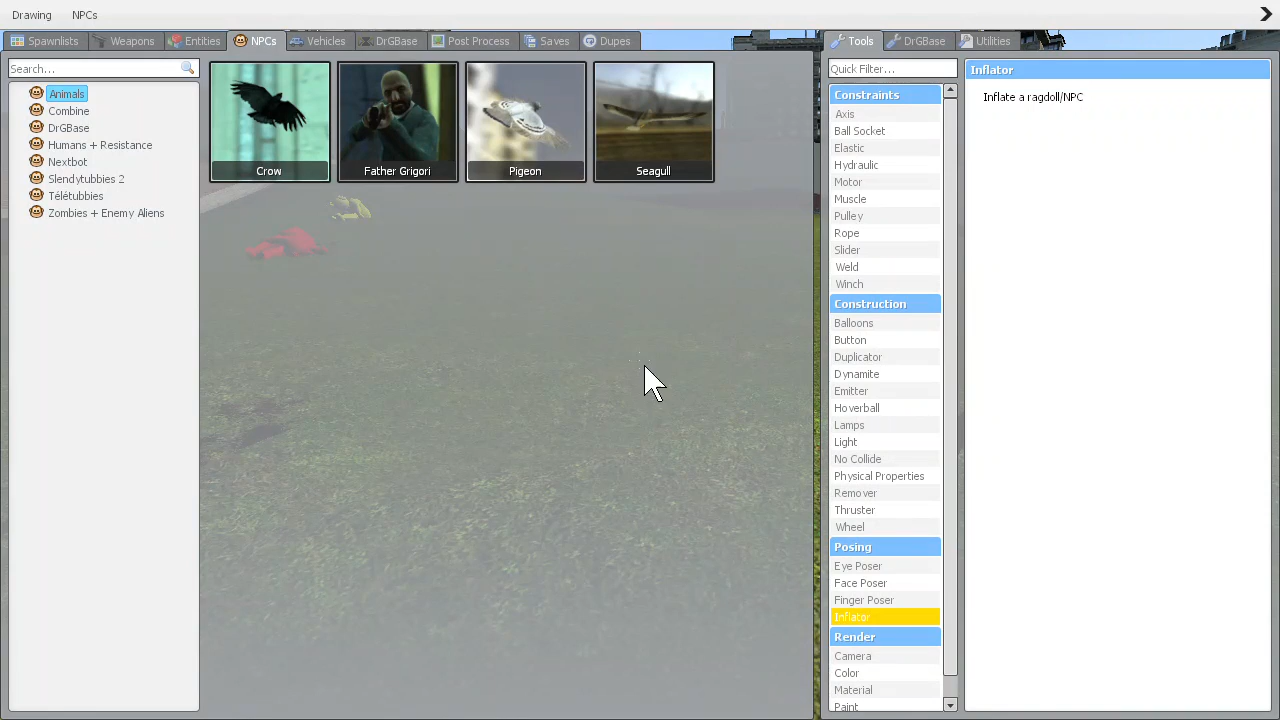 Drawing NPCs
Spawnlists Weapons Entities NPCs Vehicles DrGBase Post Process Saves Dupes
Tools DrGBase Utilities
Search...
Animals
Combine
DrGBase
Humans + Resistance
Nextbot
Slendytubbies 2
Télétubbies
Zombies + Enemy Aliens
Crow Father Grigori Pigeon Seagull
Quick Filter...
Constraints
Axis
Ball Socket
Elastic
Hydraulic
Motor
Muscle
Pulley
Rope
Slider
Weld
Winch
Construction
Balloons
Button
Duplicator
Dynamite
Emitter
Hoverball
Lamps
Light
No Collide
Physical Properties
Remover
Thruster
Wheel
Posing
Eye Poser
Face Poser
Finger Poser
Inflator
Render
Camera
Color
Material
Paint
Inflator
Inflate a ragdoll/NPC